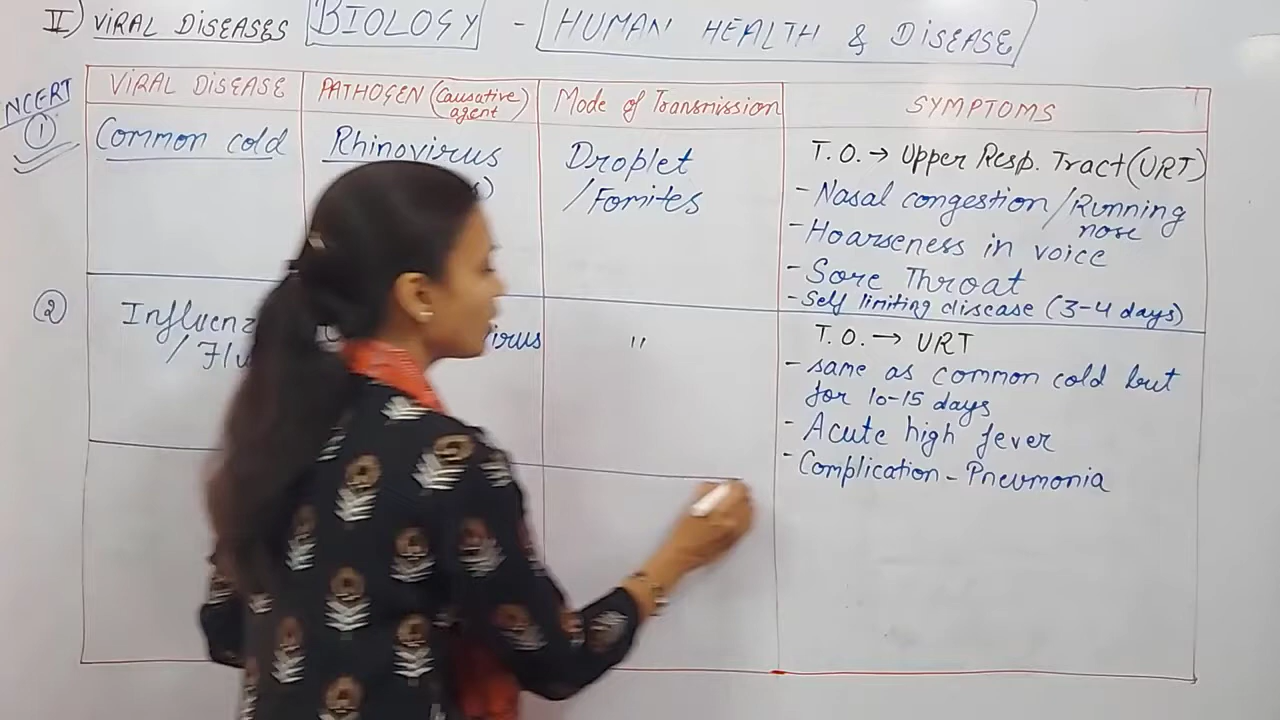 II) VIRAL DISEASES BIOLOGY - HUMAN HEALTH & DISEASE
VIRAL DISEASE
PATHOGEN (Causative agent)
Mode of Transmission
SYMPTOMS
NCERT
①
Common cold
Rhinovirus
Droplet
/Fomites
T.O. → Upper Resp. Tract (URT)
- Nasal congestion / Running nose
- Hoarseness in voice
- Sore Throat
- Self limiting disease (3-4 days)
②
"
T.O. → URT
- same as common cold but
for 10-15 days
- Acute high fever
- Complication - Pneumonia